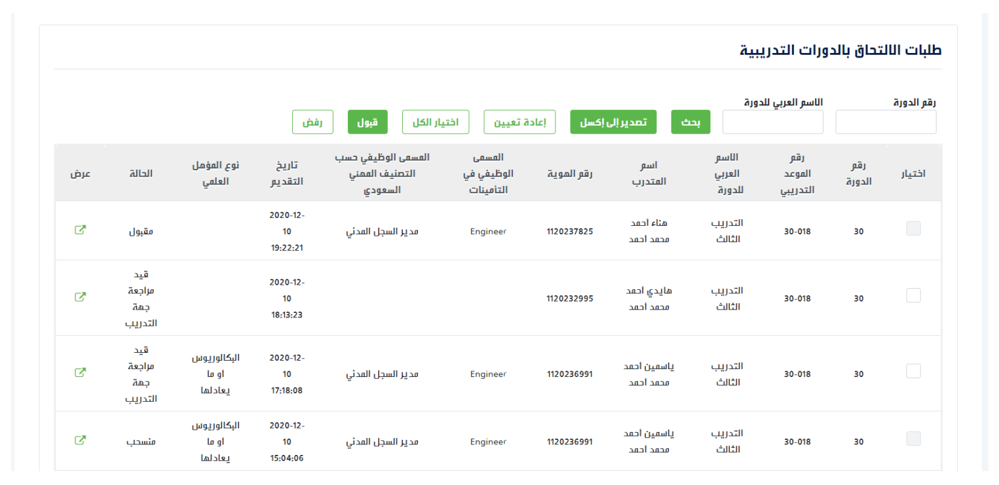 طلبات الالتحاق بالدورات التدريبية
رقم الدورة
الاسم العربي للدورة
بحث
تصدير إلى إكسل
إعادة تعيين
اختيار الكل
قبول
رفض
اختيار
رقم
الدورة
رقم
الموعد
التدريبي
الاسم
العربي
للدورة
اسم
المتدرب
رقم الهوية
المسمى
الوظيفي في
التأمينات
المسمى الوظيفي حسب
التصنيف المهني
السعودي
تاريخ
التقديم
نوع المؤهل
العلمي
الحالة
عرض
30
30-018
التدريب
الثالث
هناء أحمد
محمد أحمد
1120237825
Engineer
مدير السجل المدني
2020-12-
10
19:22:21
مقبول
30
30-018
التدريب
الثالث
هايدي أحمد
محمد أحمد
1120232995
2020-12-
10
18:13:23
قيد
مراجعة
جهة
التدريب
30
30-018
التدريب
الثالث
ياسمين أحمد
محمد أحمد
1120236991
Engineer
مدير السجل المدني
2020-12-
10
17:18:08
البكالوريوس
أو ما
يعادلها
قيد
مراجعة
جهة
التدريب
30
30-018
التدريب
الثالث
ياسمين أحمد
محمد أحمد
1120236991
Engineer
مدير السجل المدني
2020-12-
10
15:04:06
البكالوريوس
أو ما
يعادلها
منسحب